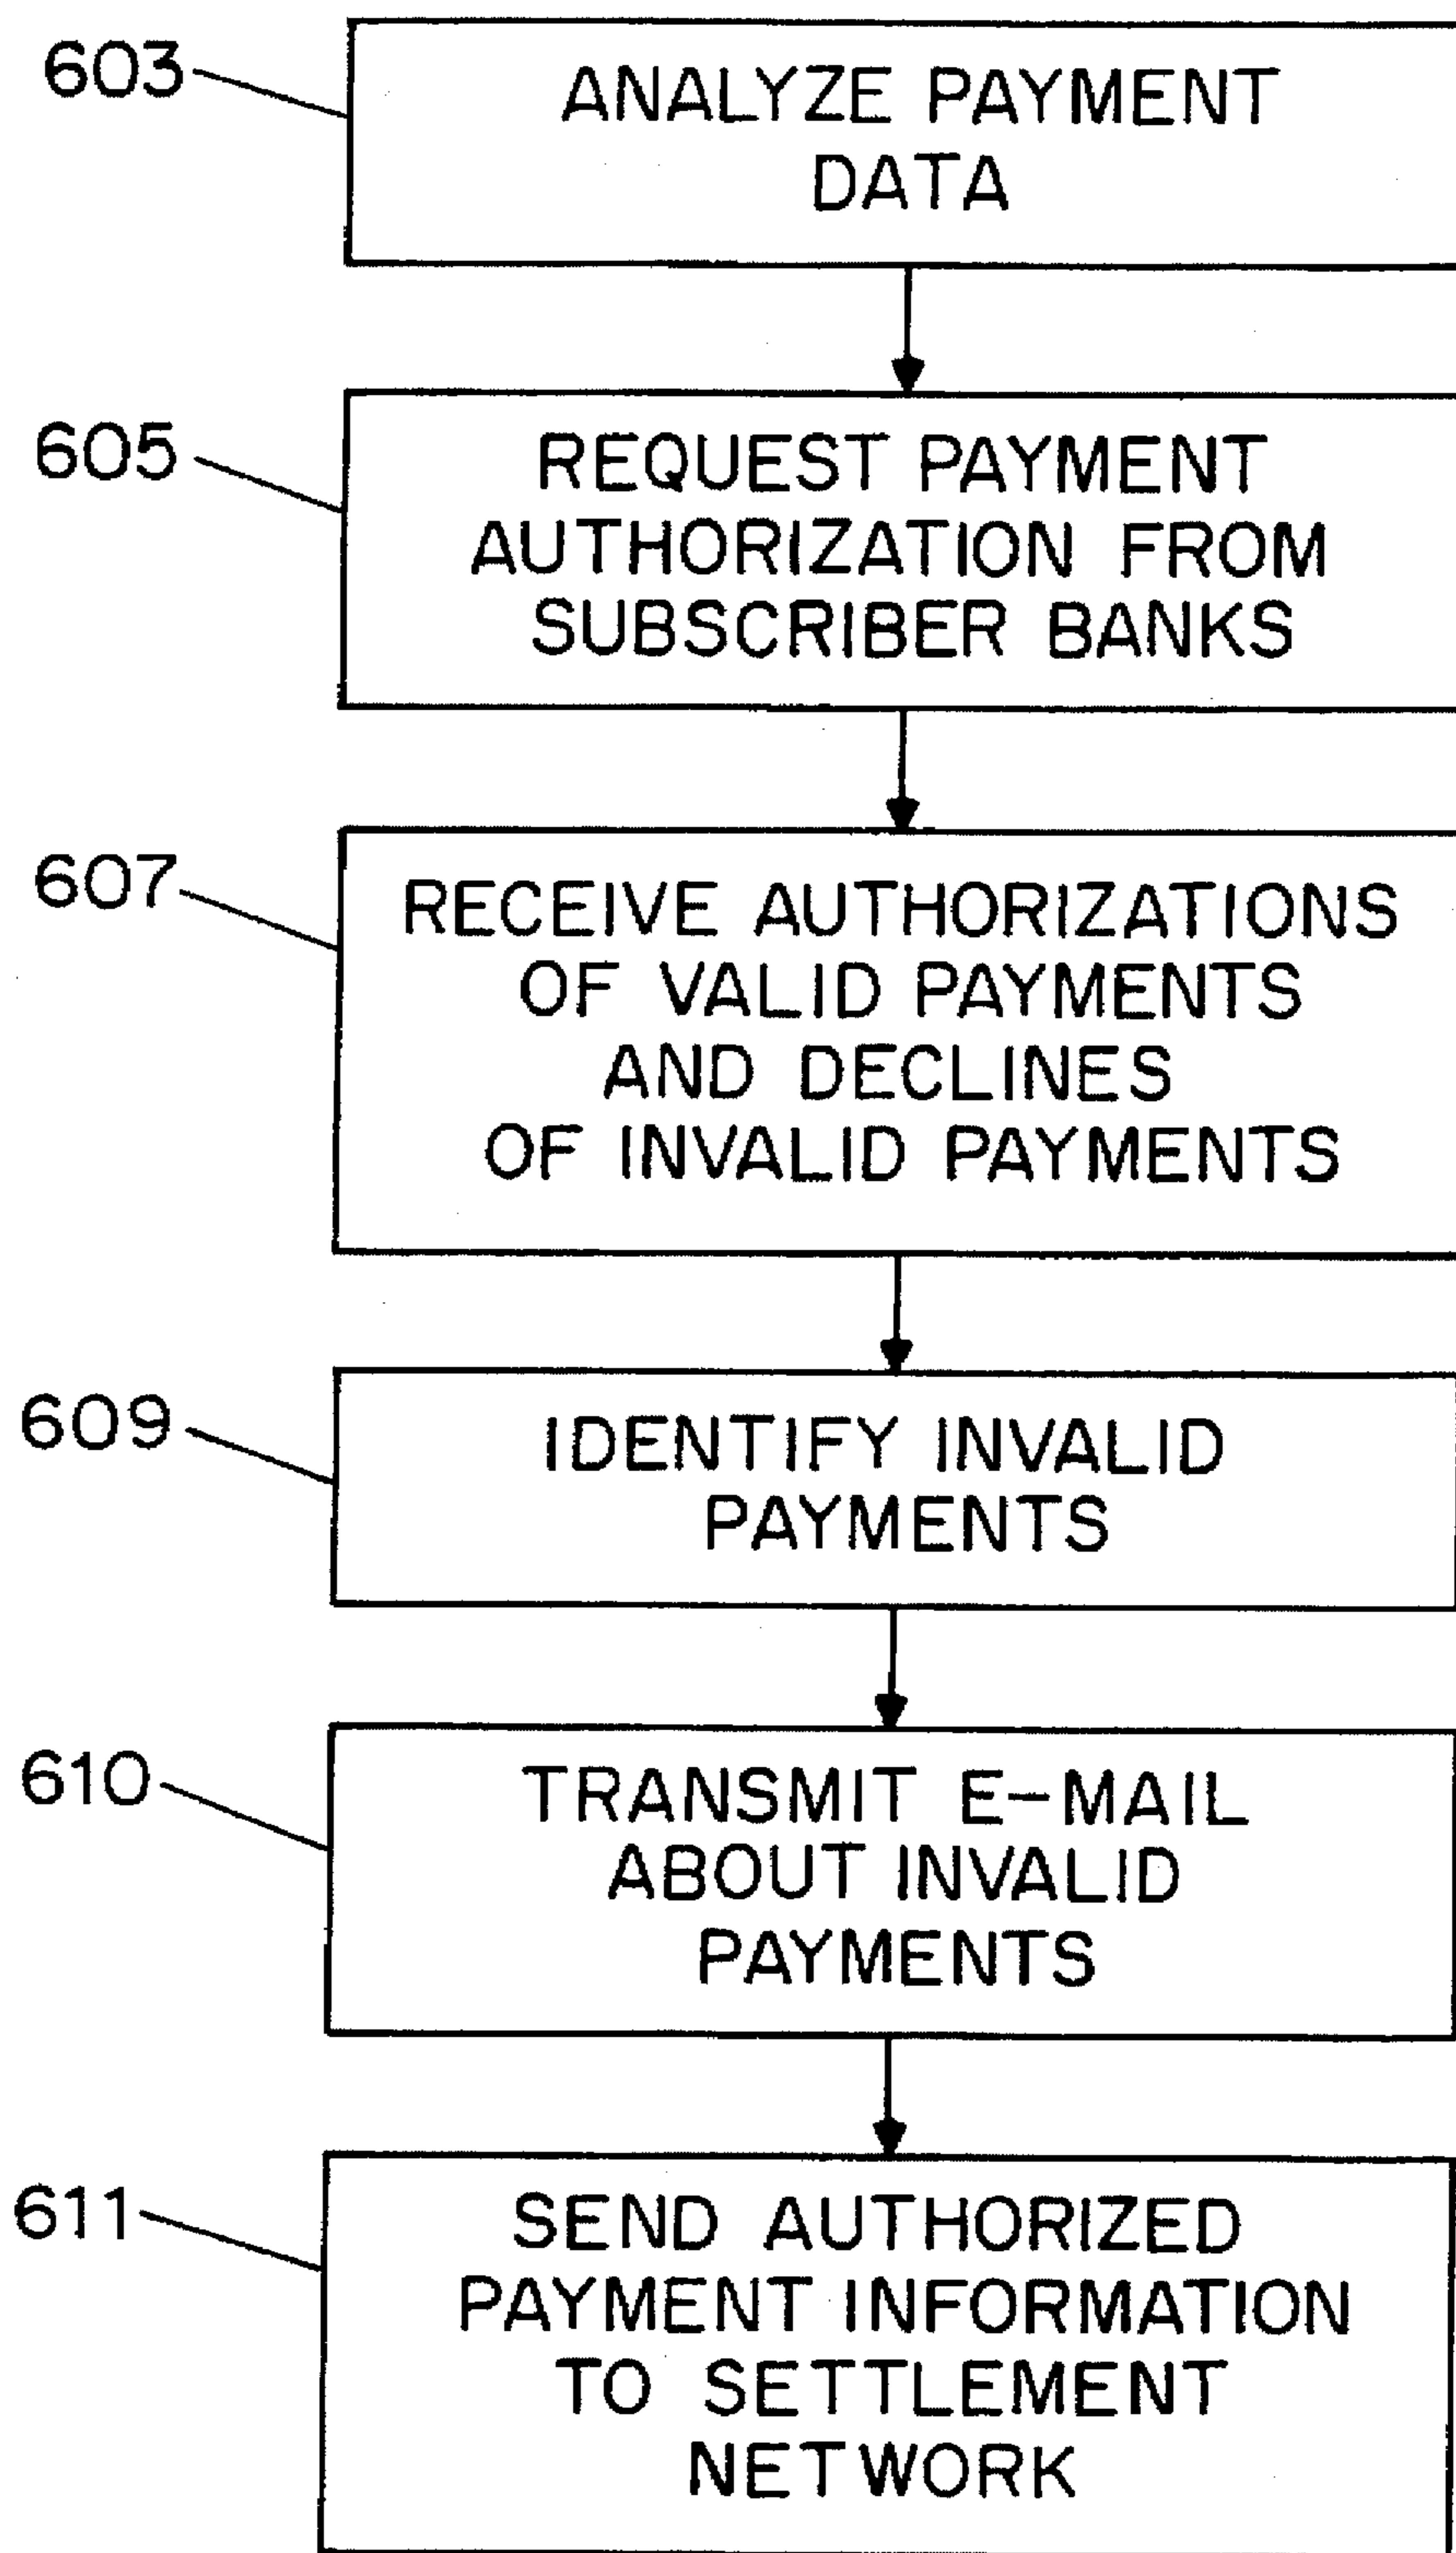 603
ANALYZE PAYMENT
DATA
605
REQUEST PAYMENT
AUTHORIZATION FROM
SUBSCRIBER BANKS
607
RECEIVE AUTHORIZATIONS
OF VALID PAYMENTS
AND DECLINES
OF INVALID PAYMENTS
609
IDENTIFY INVALID
PAYMENTS
610
TRANSMIT E-MAIL
ABOUT INVALID
PAYMENTS
611
SEND AUTHORIZED
PAYMENT INFORMATION
TO SETTLEMENT
NETWORK